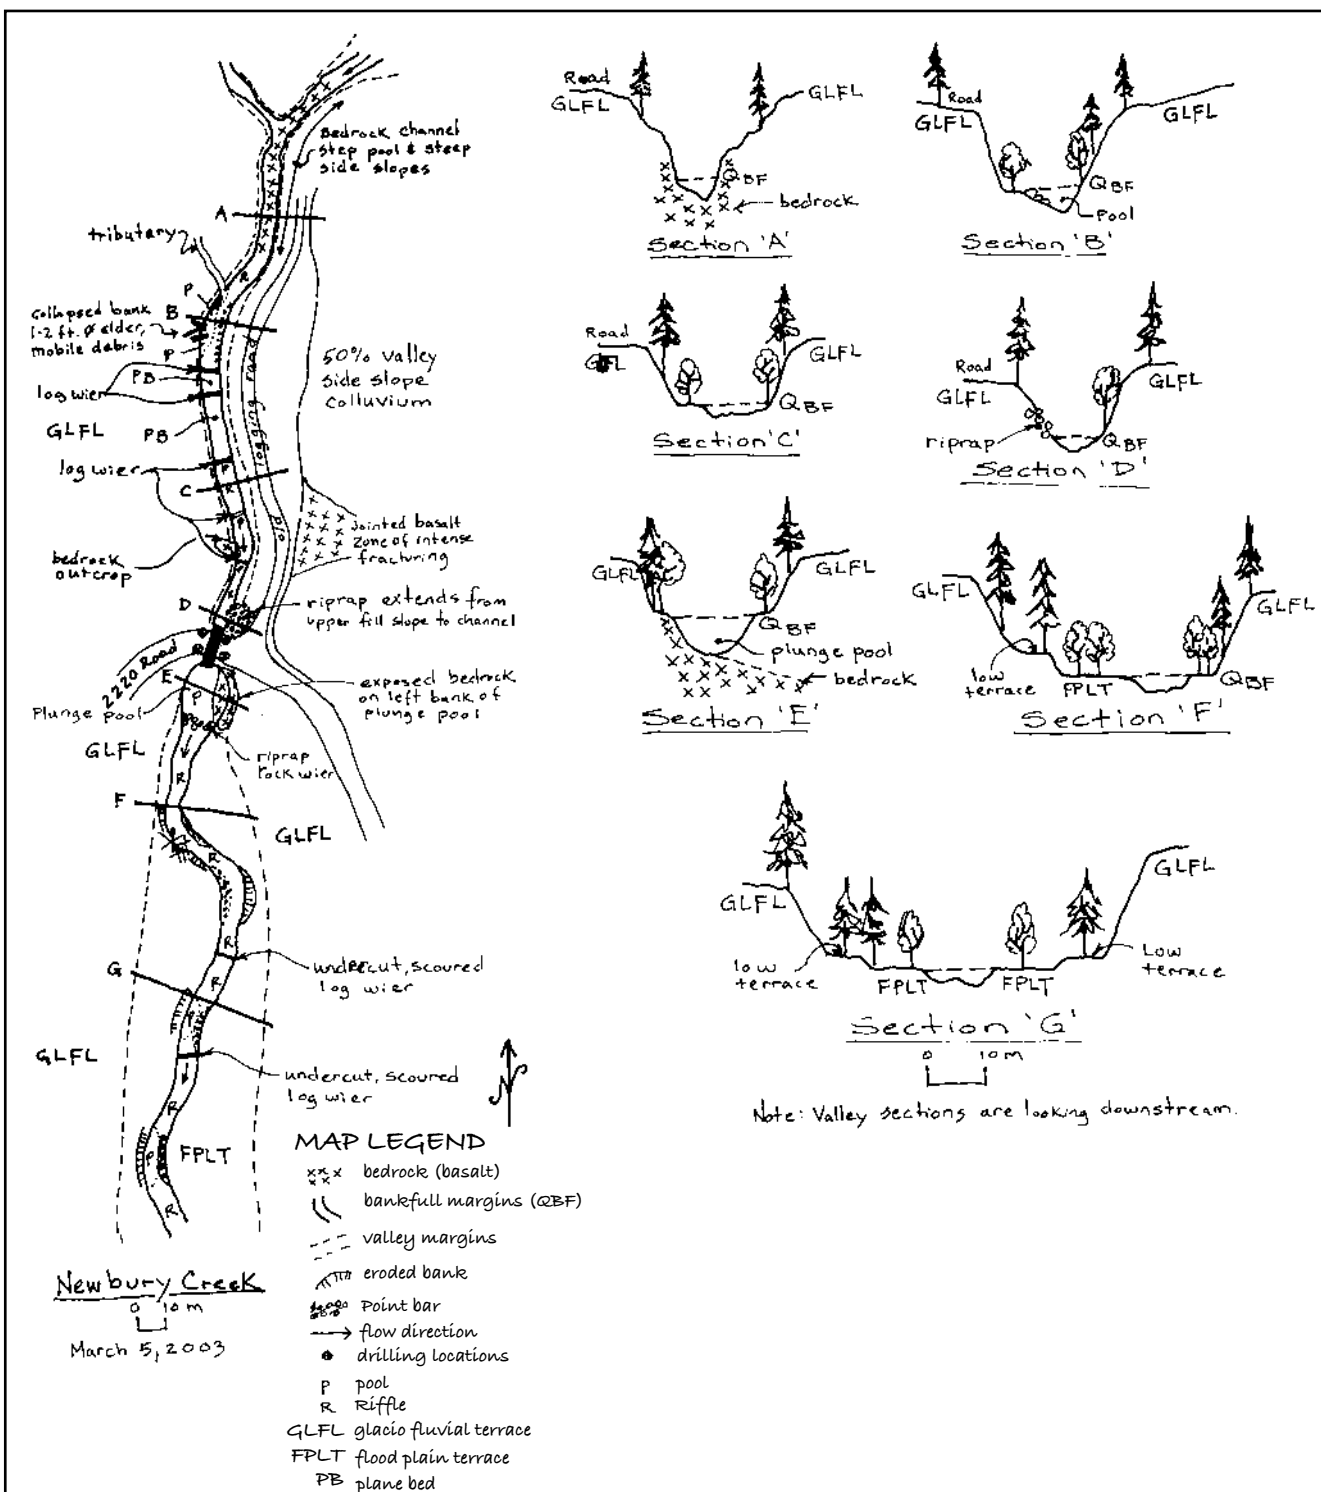 Bedrock channel
step pool & steep
side slopes
A
tributary
R
P
B
collapsed bank
1-2 ft. ø elder,
mobile debris
P
PB
log wier
GLFL
PB
50% valley
side slope
colluvium
log wier
P
C
R
Jointed basalt
zone of intense
fracturing
bedrock
outcrop
D
riprap extends from
upper fill slope to channel
2220 Road
E
P
Plunge pool
exposed bedrock
on left bank of
plunge pool
GLFL
riprap
rock wier
R
F
GLFL
R
R
undercut, scoured
log wier
G
R
GLFL
undercut, scoured
log wier
R
P
FPLT
R
N
Newbury Creek
0 10 m
March 5, 2003
MAP LEGEND
bedrock (basalt)
bankfull margins (QBF)
valley margins
eroded bank
Point bar
flow direction
drilling locations
P pool
R Riffle
GLFL glacio fluvial terrace
FPLT flood plain terrace
PB plane bed
Road
GLFL
GLFL
QBF
bedrock
Section 'A'
Road
GLFL
GLFL
QBF
Pool
Section 'B'
Road
GLFL
GLFL
QBF
Section 'C'
Road
GLFL
GLFL
riprap
QBF
Section 'D'
GLFL
GLFL
QBF
plunge pool
bedrock
Section 'E'
GLFL
GLFL
low
terrace
FPLT
QBF
Section 'F'
GLFL
GLFL
low
terrace
FPLT
FPLT
Low
terrace
Section 'G'
0 10 m
Note: Valley sections are looking downstream.